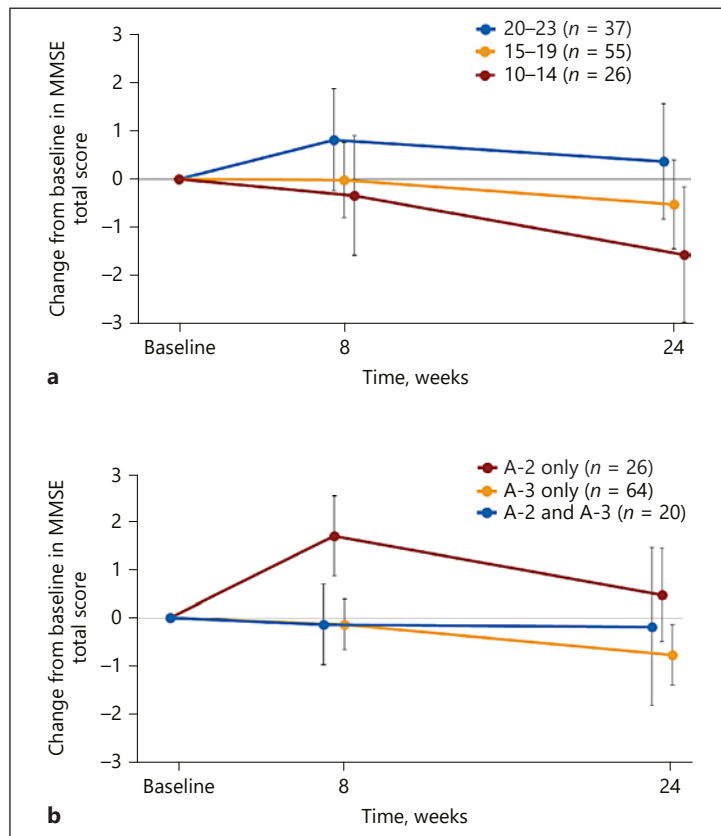 3
2
1
0
–1
–2
–3
Change from baseline in MMSE
total score
20–23 (n = 37)
15–19 (n = 55)
10–14 (n = 26)
Baseline
8
24
a
Time, weeks
3
2
1
0
–1
–2
–3
Change from baseline in MMSE
total score
A-2 only (n = 26)
A-3 only (n = 64)
A-2 and A-3 (n = 20)
Baseline
8
24
b
Time, weeks